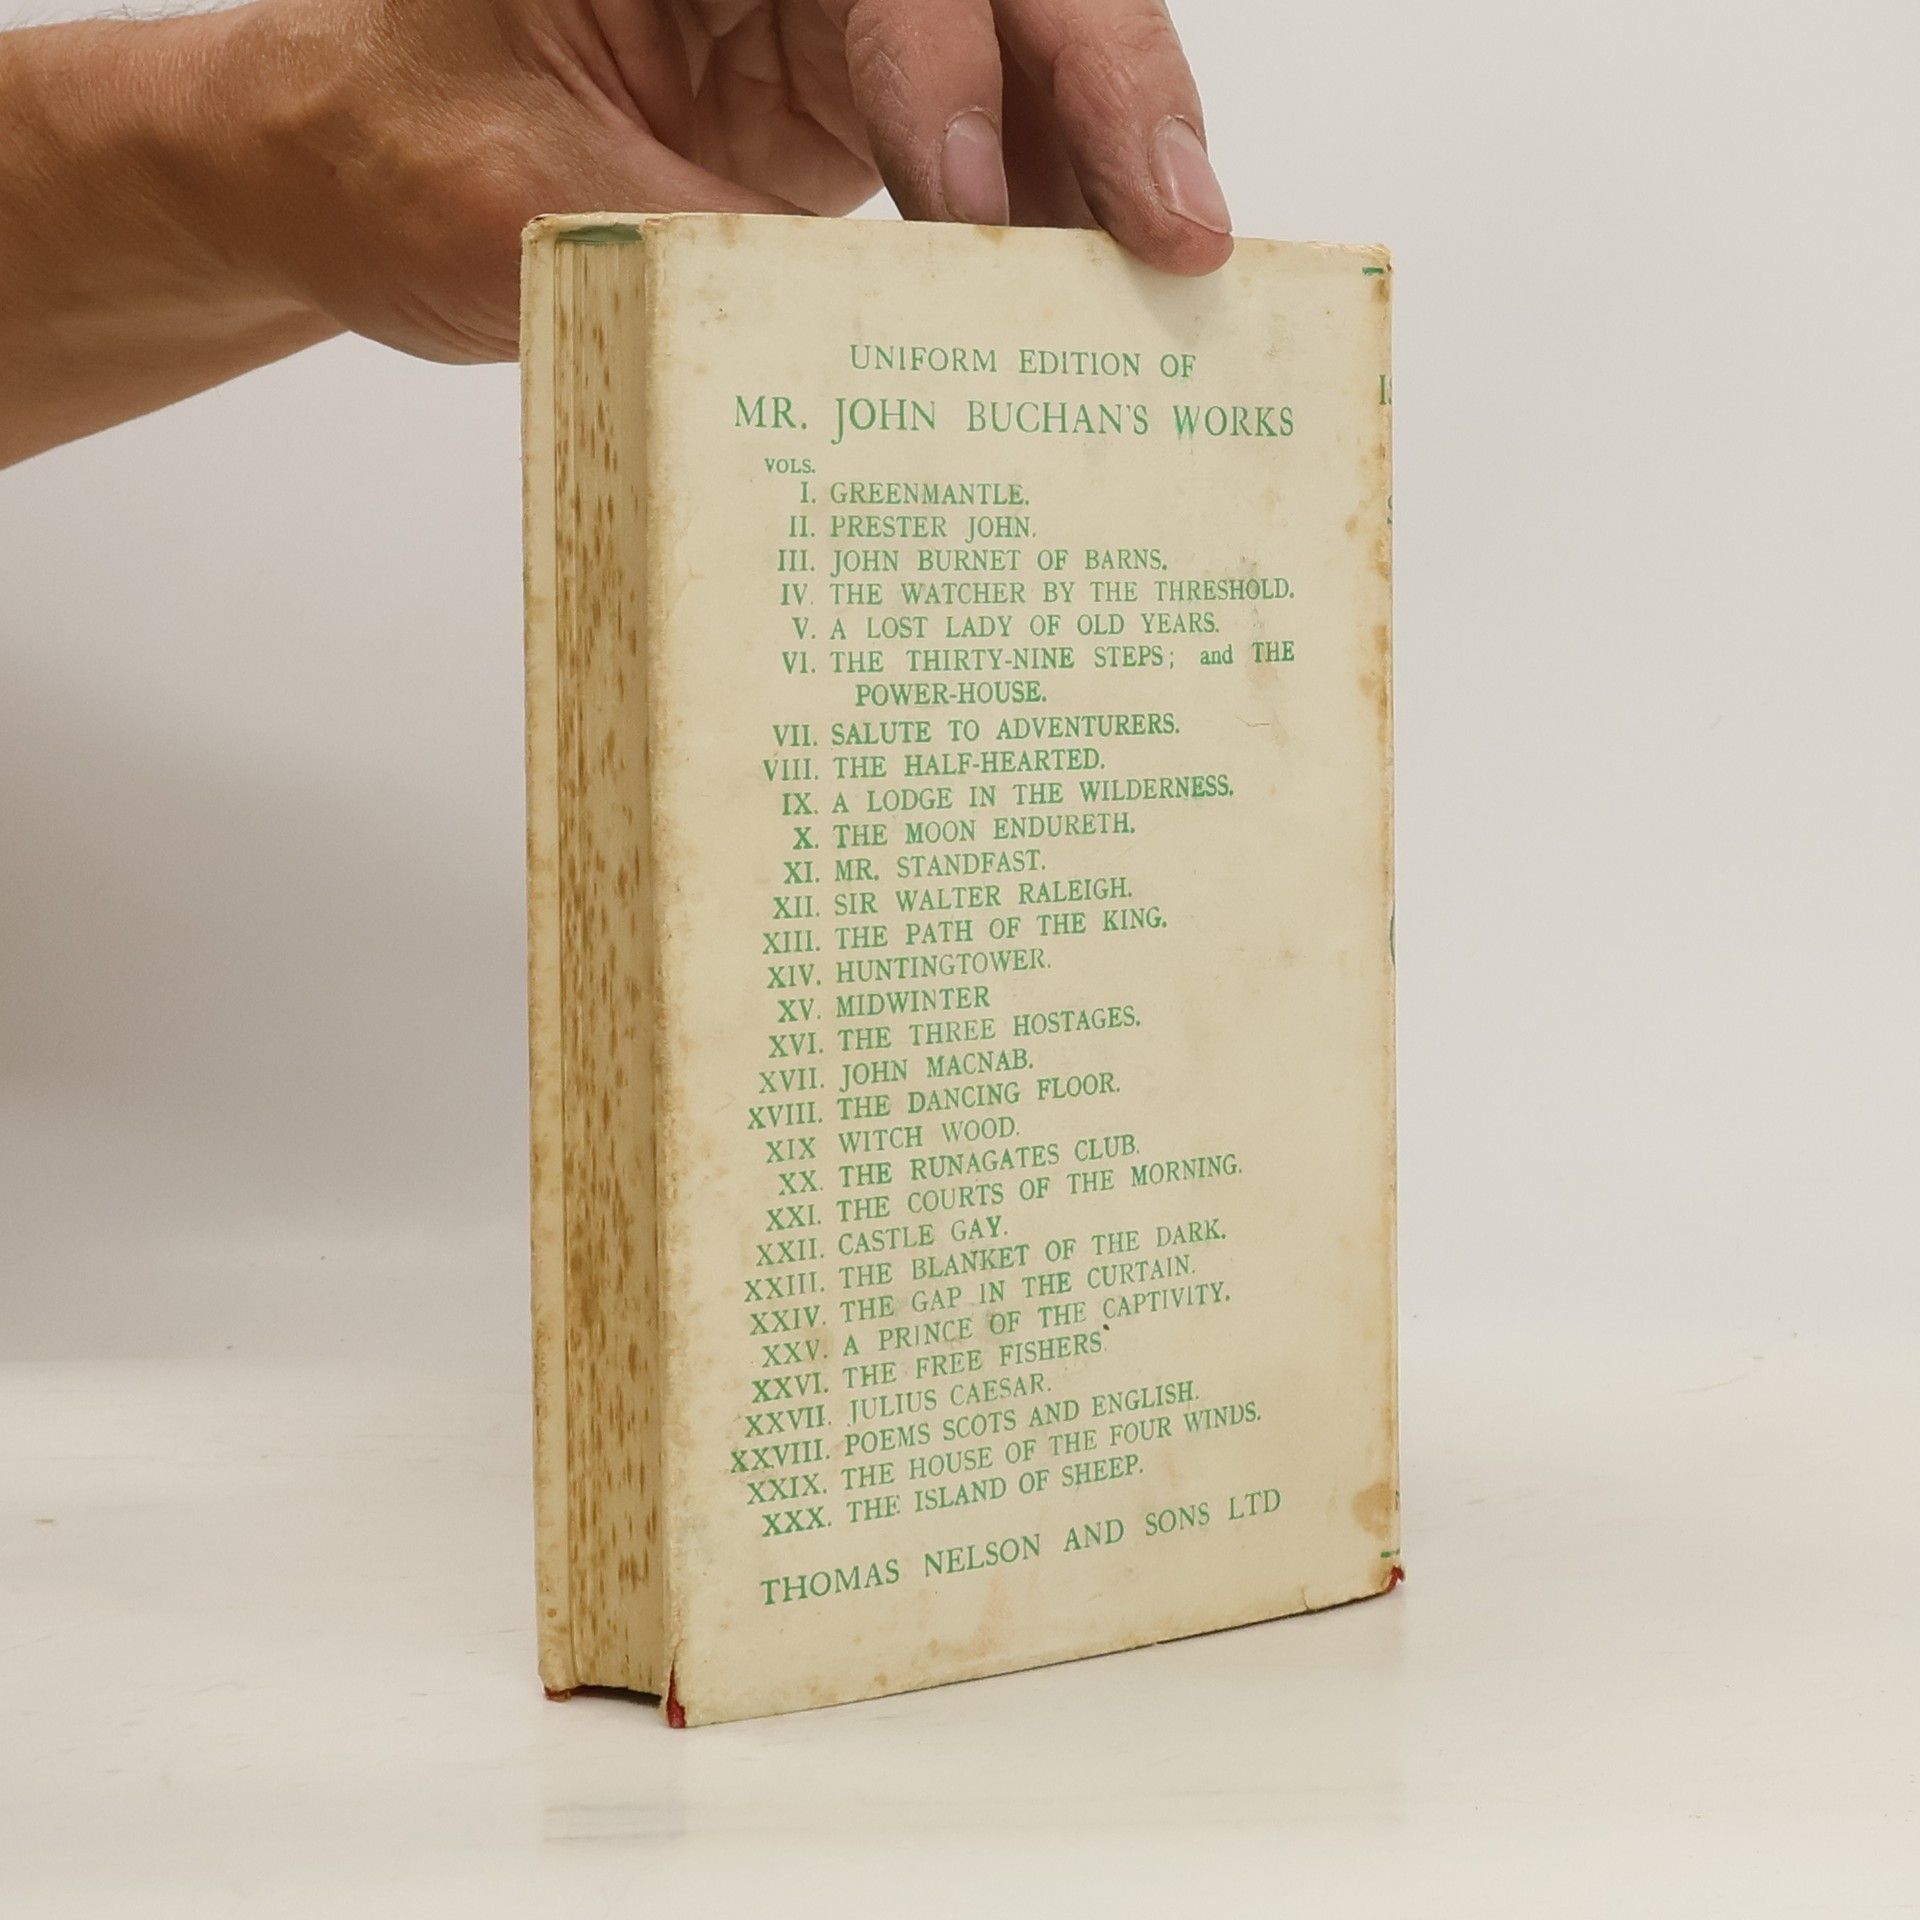 UNIFORM EDITION OF
MR. JOHN BUCHAN'S WORKS
VOLS.
I. GREENMANTLE.
II. PRESTER JOHN.
III. JOHN BURNET OF BARNS.
IV. THE WATCHER BY THE THRESHOLD.
V. A LOST LADY OF OLD YEARS.
VI. THE THIRTY-NINE STEPS; and THE
POWER-HOUSE.
VII. SALUTE TO ADVENTURERS.
VIII. THE HALF-HEARTED.
IX. A LODGE IN THE WILDERNESS.
X. THE MOON ENDURETH.
XI. MR. STANDFAST.
XII. SIR WALTER RALEIGH.
XIII. THE PATH OF THE KING.
XIV. HUNTINGTOWER.
XV. MIDWINTER
XVI. THE THREE HOSTAGES.
XVII. JOHN MACNAB.
XVIII. THE DANCING FLOOR.
XIX WITCH WOOD.
XX. THE RUNAGATES CLUB.
XXI. THE COURTS OF THE MORNING.
XXII. CASTLE GAY.
XXIII. THE BLANKET OF THE DARK.
XXIV. THE GAP IN THE CURTAIN.
XXV. A PRINCE OF THE CAPTIVITY.
XXVI. THE FREE FISHERS.
XXVII. JULIUS CAESAR.
XXVIII. POEMS SCOTS AND ENGLISH.
XXIX. THE HOUSE OF THE FOUR WINDS.
XXX. THE ISLAND OF SHEEP.
THOMAS NELSON AND SONS LTD